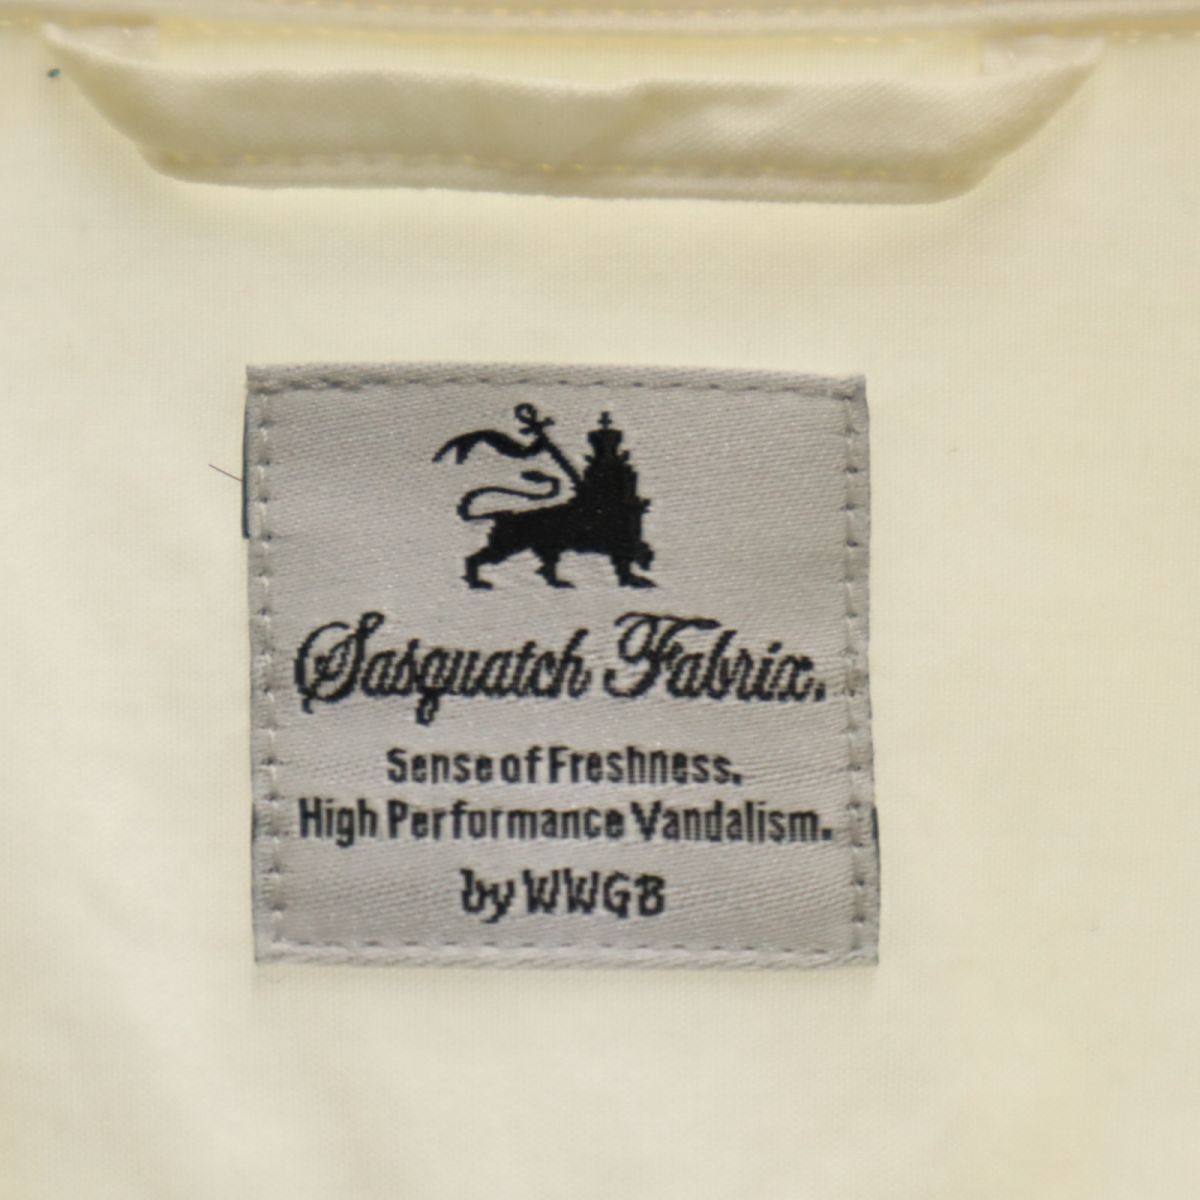 Sasquatch Fabrix.
Sense of Freshness.
High Performance Vandalism.
by WWGB